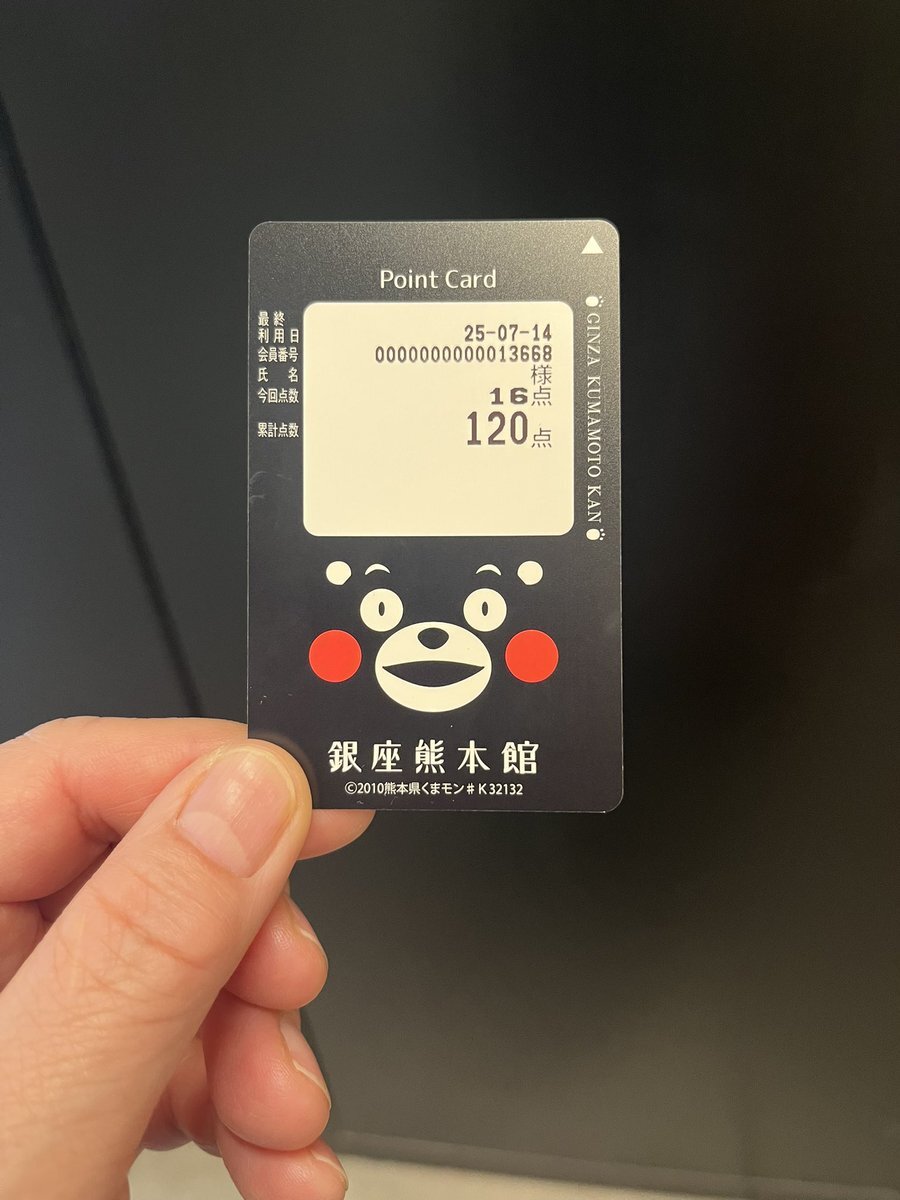 Point Card
最終
利用日 25-07-14
会員番号 0000000000013668
氏名 様
今回点数 16点
累計点数 120点
GINZA KUMAMOTO KAN
銀座熊本館
©2010熊本県くまモン#K32132